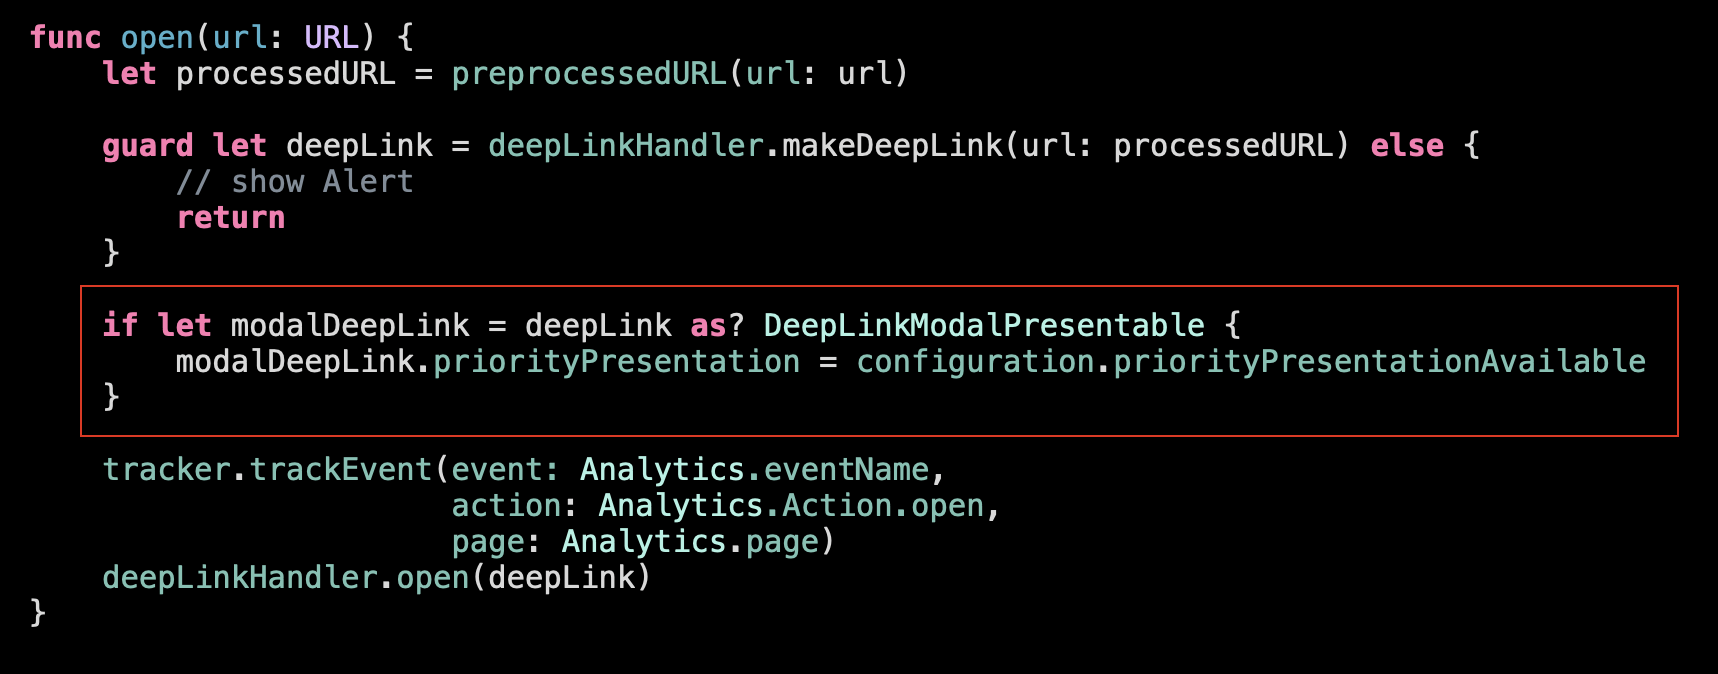 func open(url: URL) {
    let processedURL = preprocessedURL(url: url)

    guard let deepLink = deepLinkHandler.makeDeepLink(url: processedURL) else {
        // show Alert
        return
    }

    if let modalDeepLink = deepLink as? DeepLinkModalPresentable {
        modalDeepLink.priorityPresentation = configuration.priorityPresentationAvailable
    }

    tracker.trackEvent(event: Analytics.eventName,
                       action: Analytics.Action.open,
                       page: Analytics.page)
    deepLinkHandler.open(deepLink)
}